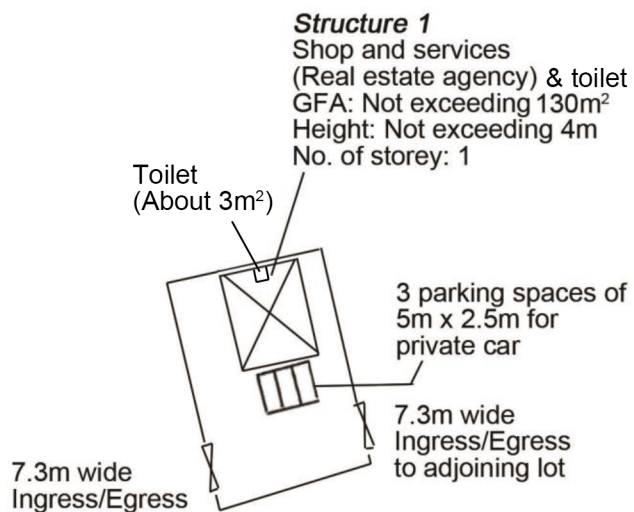 Structure 1
Shop and services
(Real estate agency) & toilet
GFA: Not exceeding 130m²
Height: Not exceeding 4m
No. of storey: 1
Toilet
(About 3m²)
3 parking spaces of
5m x 2.5m for
private car
7.3m wide
Ingress/Egress
to adjoining lot
7.3m wide
Ingress/Egress